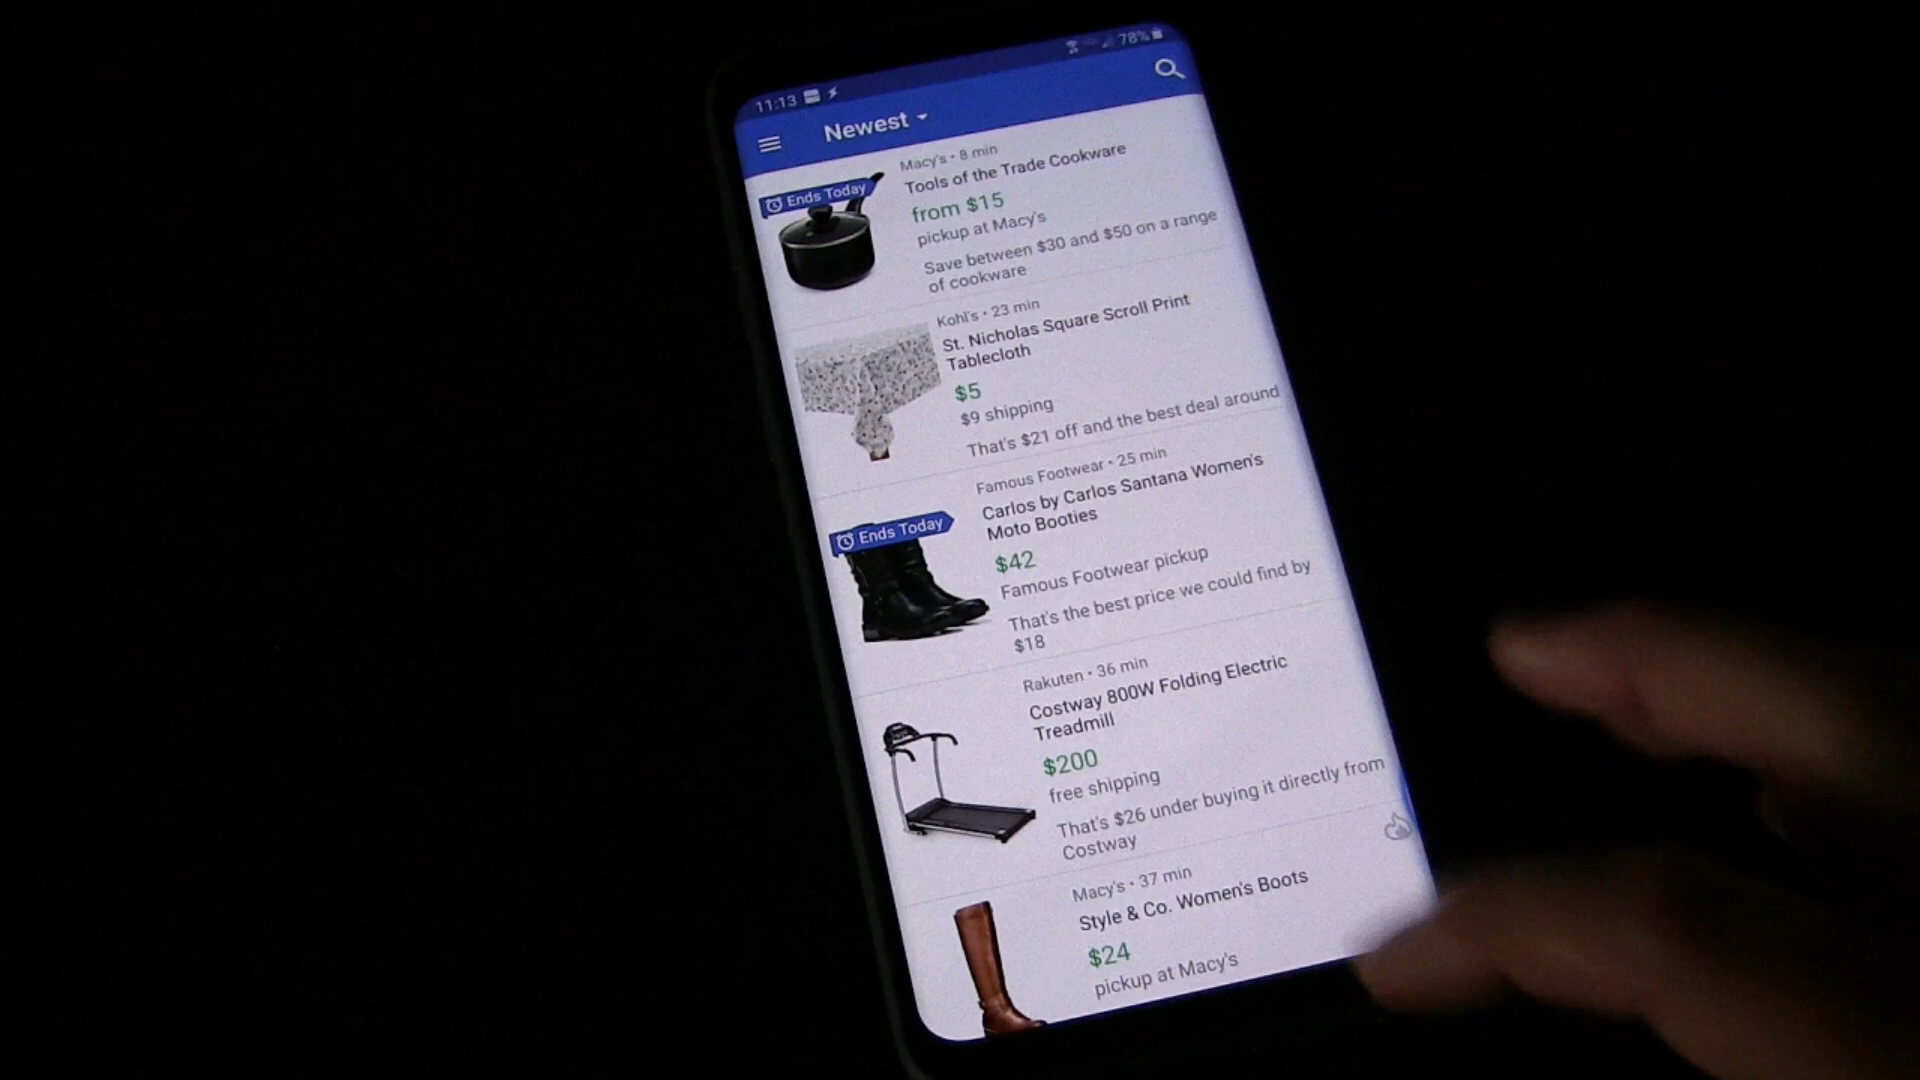 11:13
78%
Newest
Macy's • 8 min
Ends Today
Tools of the Trade Cookware
from $15
pickup at Macy's
Save between $30 and $50 on a range
of cookware
Kohl's • 23 min
St. Nicholas Square Scroll Print
Tablecloth
$5
$9 shipping
That's $21 off and the best deal around
Famous Footwear • 25 min
Ends Today
Carlos by Carlos Santana Women's
Moto Booties
$42
Famous Footwear pickup
That's the best price we could find by
$18
Rakuten • 36 min
Costway 800W Folding Electric
Treadmill
$200
free shipping
That's $26 under buying it directly from
Costway
Macy's • 37 min
Style & Co. Women's Boots
$24
pickup at Macy's